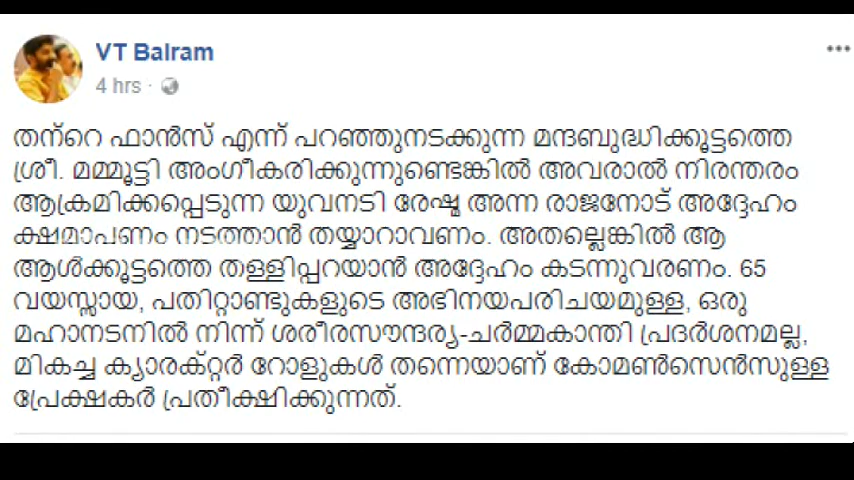 VT Balram
4 hrs ·
തന്റെ ഫാൻസ് എന്ന് പറഞ്ഞുനടക്കുന്ന മന്ദബുദ്ധിക്കൂട്ടത്തെ
ശ്രീ. മമ്മൂട്ടി അംഗീകരിക്കുന്നുണ്ടെങ്കിൽ അവരാൽ നിരന്തരം
ആക്രമിക്കപ്പെടുന്ന യുവനടി രേഷ്മ അന്ന രാജനോട് അദ്ദേഹം
ക്ഷമാപണം നടത്താൻ തയ്യാറാവണം. അതല്ലെങ്കിൽ ആ
ആൾക്കൂട്ടത്തെ തള്ളിപ്പറയാൻ അദ്ദേഹം കടന്നുവരണം. 65
വയസ്സായ, പതിറ്റാണ്ടുകളുടെ അഭിനയപരിചയമുള്ള, ഒരു
മഹാനടനിൽ നിന്ന് ശരീരസൗന്ദര്യ-ചർമ്മകാന്തി പ്രദർശനമല്ല,
മികച്ച ക്യാരക്റ്റർ റോളുകൾ തന്നെയാണ് കോമൺസെൻസുള്ള
പ്രേക്ഷകർ പ്രതീക്ഷിക്കുന്നത്.